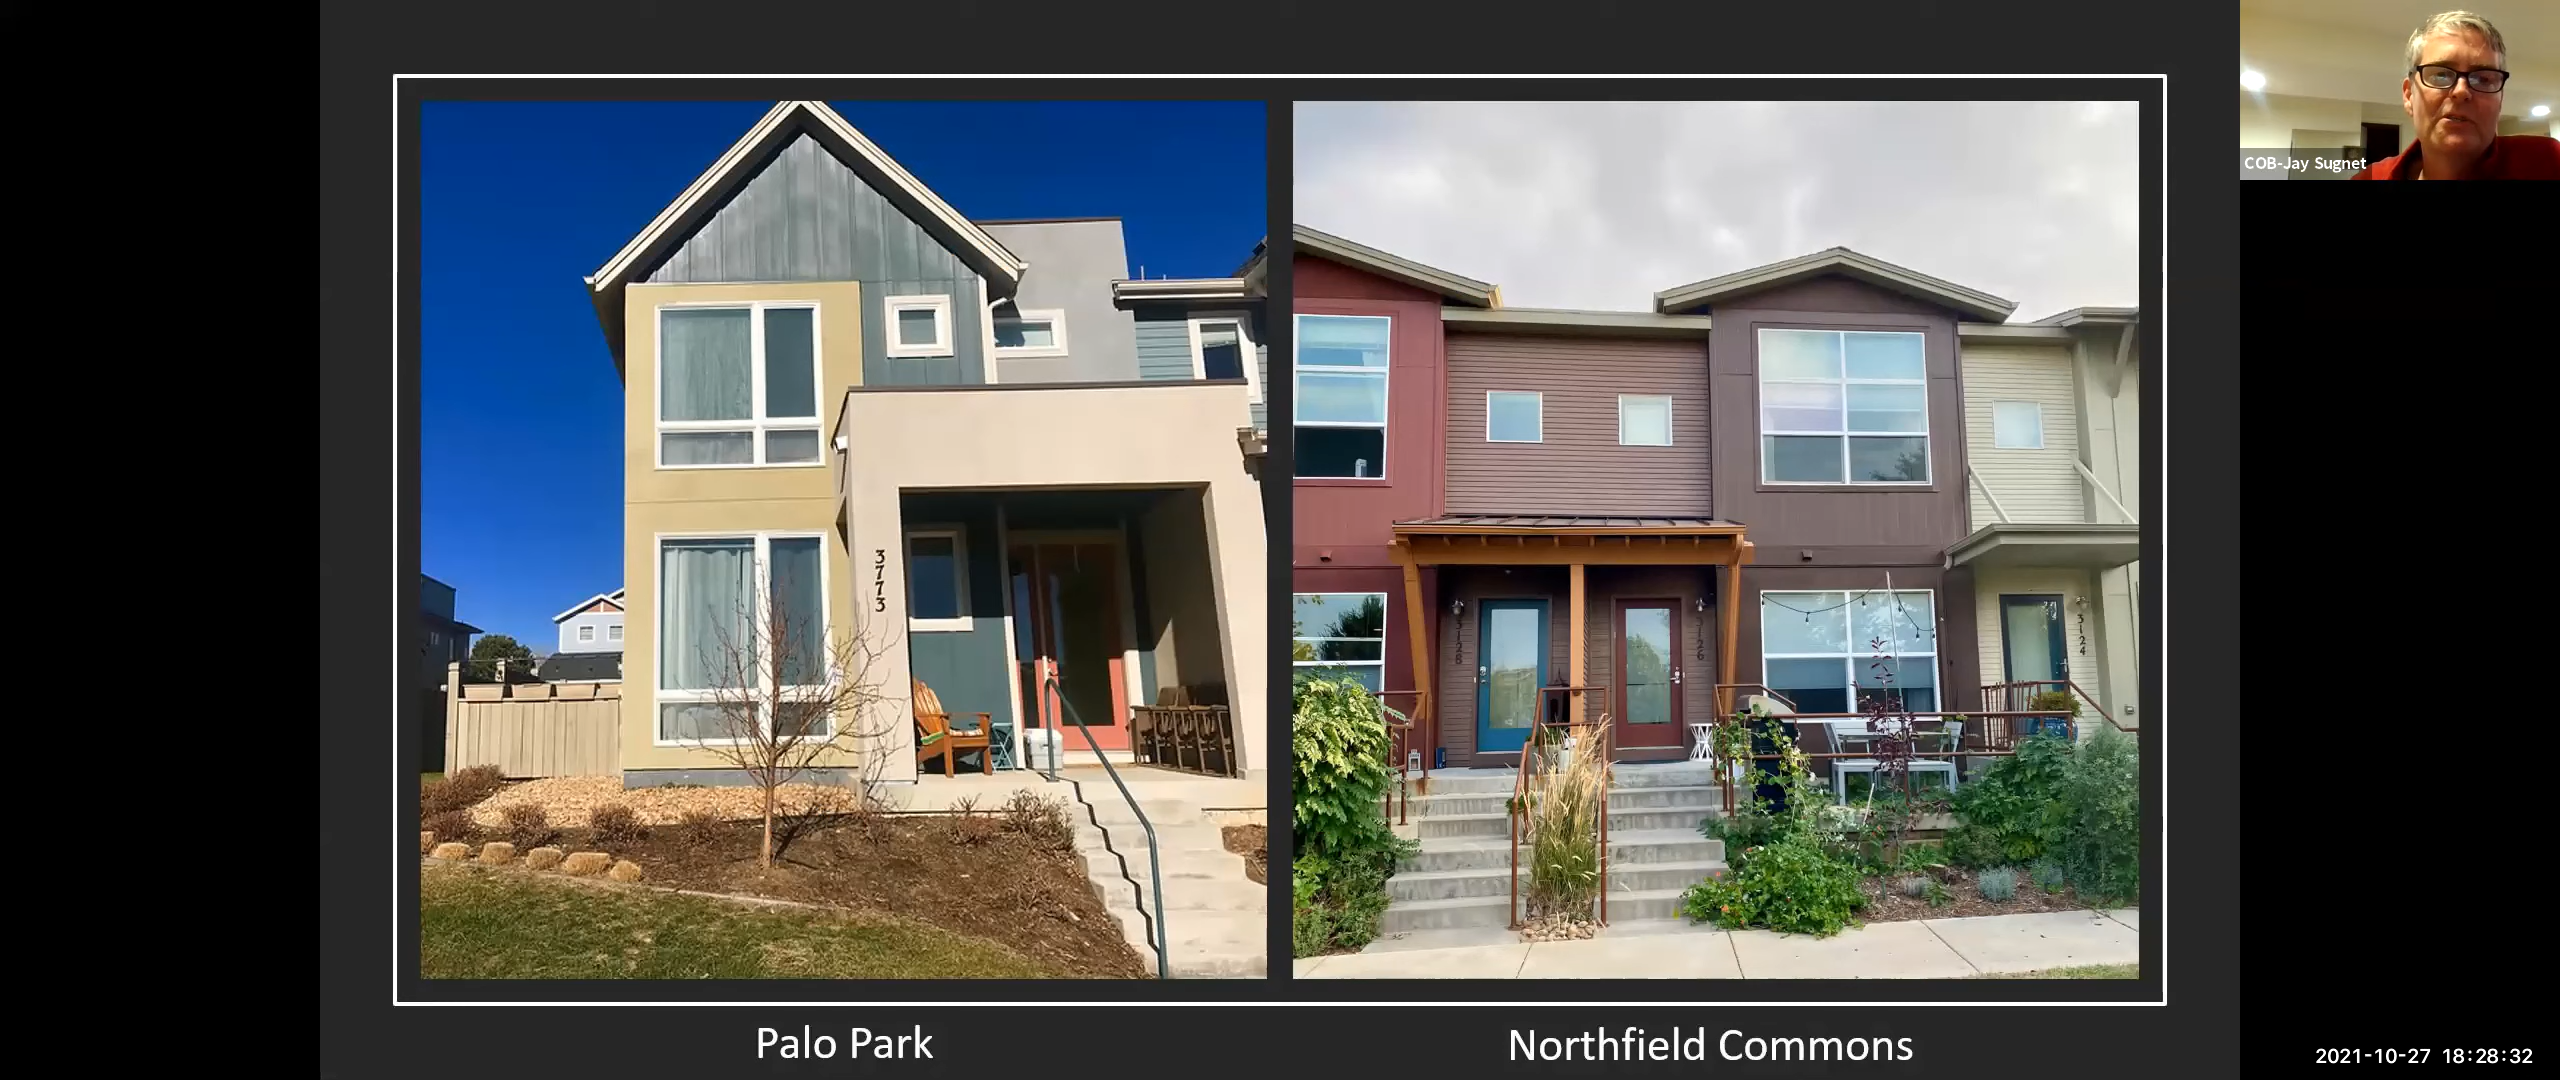 COB-Jay Sugnet
3773
3128
3126
3124
Palo Park
Northfield Commons
2021-10-27 18:28:32